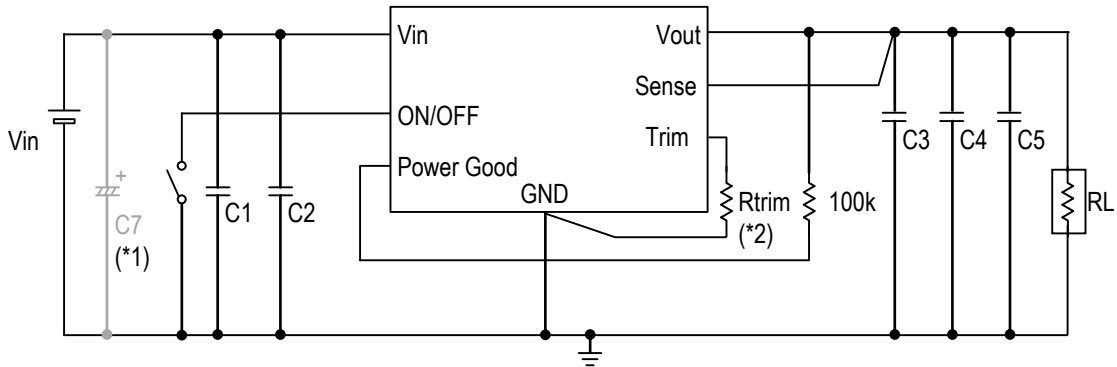 Vin
Vout
Sense
ON/OFF
Vin
C3
C4
C5
Trim
Power Good
GND
Rtrim
(*2)
100k
RL
C7
(*1)
+
C1
C2